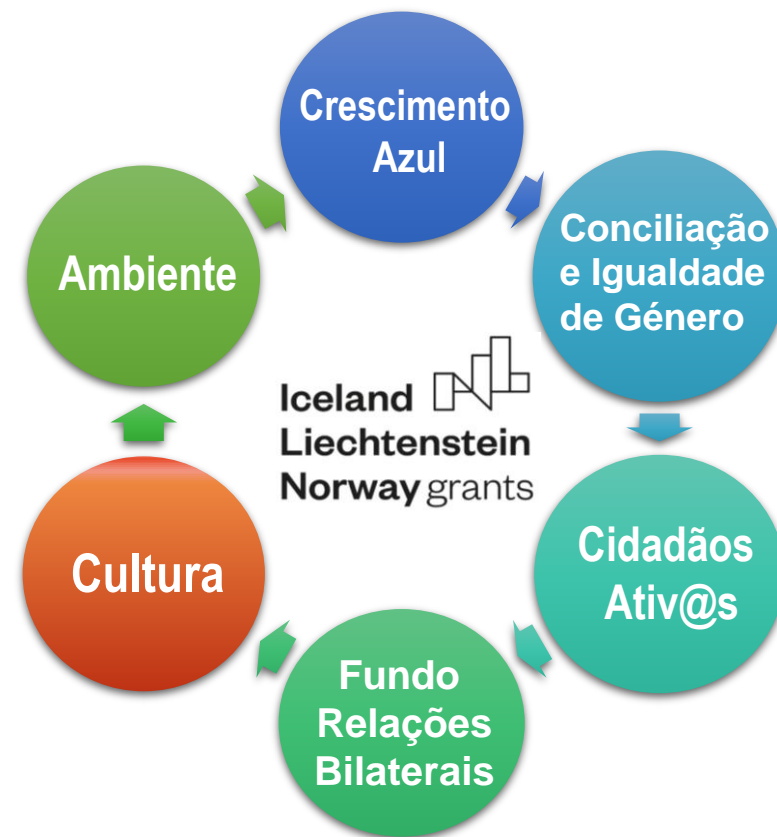 Crescimento
Azul
Conciliação
e Igualdade
de Género
Cidadãos
Ativ@s
Fundo
Relações
Bilaterais
Cultura
Ambiente
Iceland
Liechtenstein
Norway grants